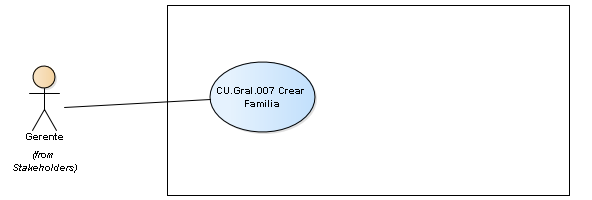 CU.Gral.007 Crear
Familia
Gerente
(from
Stakeholders)